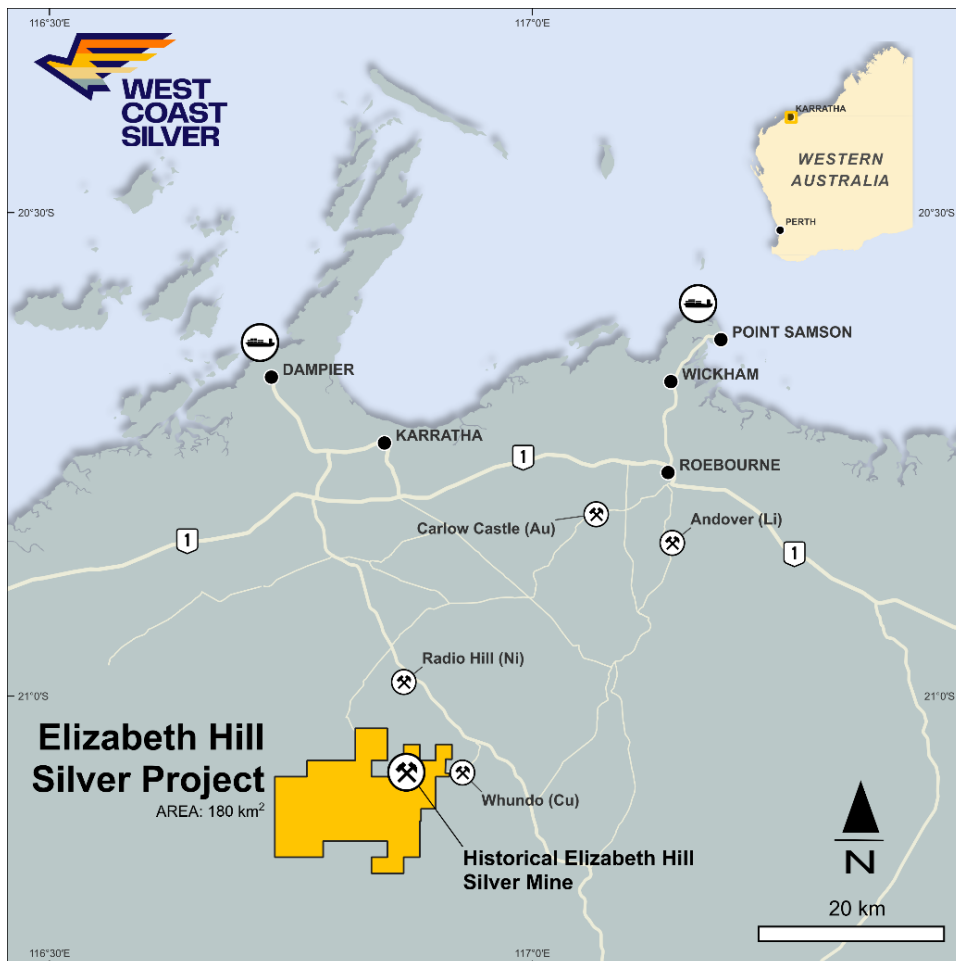 116°30'E
117°0'E
WEST
COAST
SILVER
KARRATHA
WESTERN
AUSTRALIA
PERTH
20°30'S
20°30'S
POINT SAMSON
DAMPIER
WICKHAM
KARRATHA
1
ROEBOURNE
Carlow Castle (Au)
Andover (Li)
1
1
Radio Hill (Ni)
21°0'S
21°0'S
Elizabeth Hill
Silver Project
AREA: 180 km²
Whundo (Cu)
Historical Elizabeth Hill
Silver Mine
N
20 km
116°30'E
117°0'E